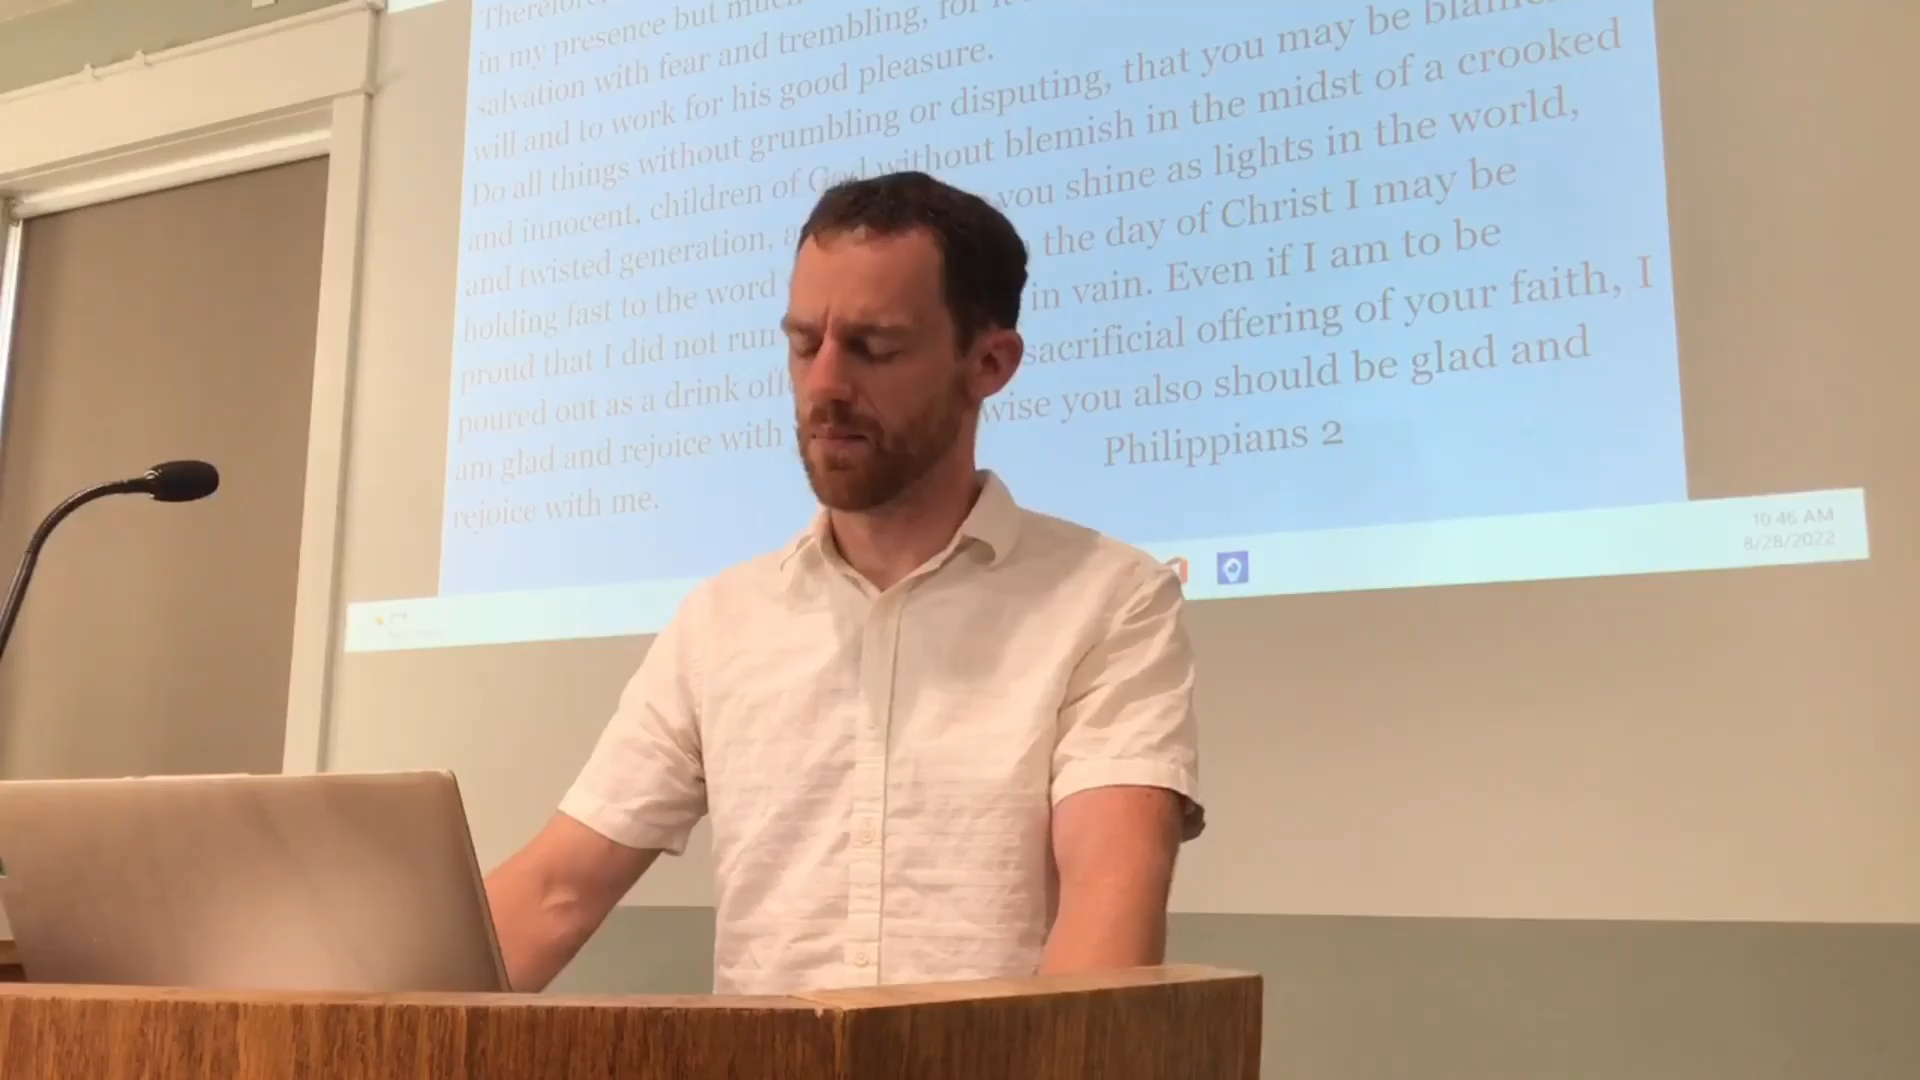 Therefore
in my presence but much
salvation with fear and trembling, for it
will and to work for his good pleasure.
Do all things without grumbling or disputing, that you may be
and innocent, children of God without blemish in the midst of a crooked
and twisted generation, you shine as lights in the world,
holding fast to the word the day of Christ I may be
proud that I did not run in vain. Even if I am to be
poured out as a drink sacrificial offering of your faith, I
am glad and rejoice with wise you also should be glad and
rejoice with me.
Philippians 2
10:46 AM
8/28/2022